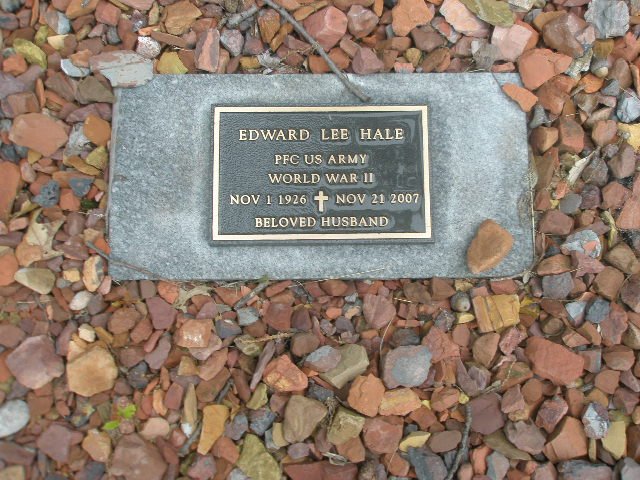 EDWARD LEE HALE
PFC US ARMY
WORLD WAR II
NOV 1 1926 NOV 21 2007
BELOVED HUSBAND